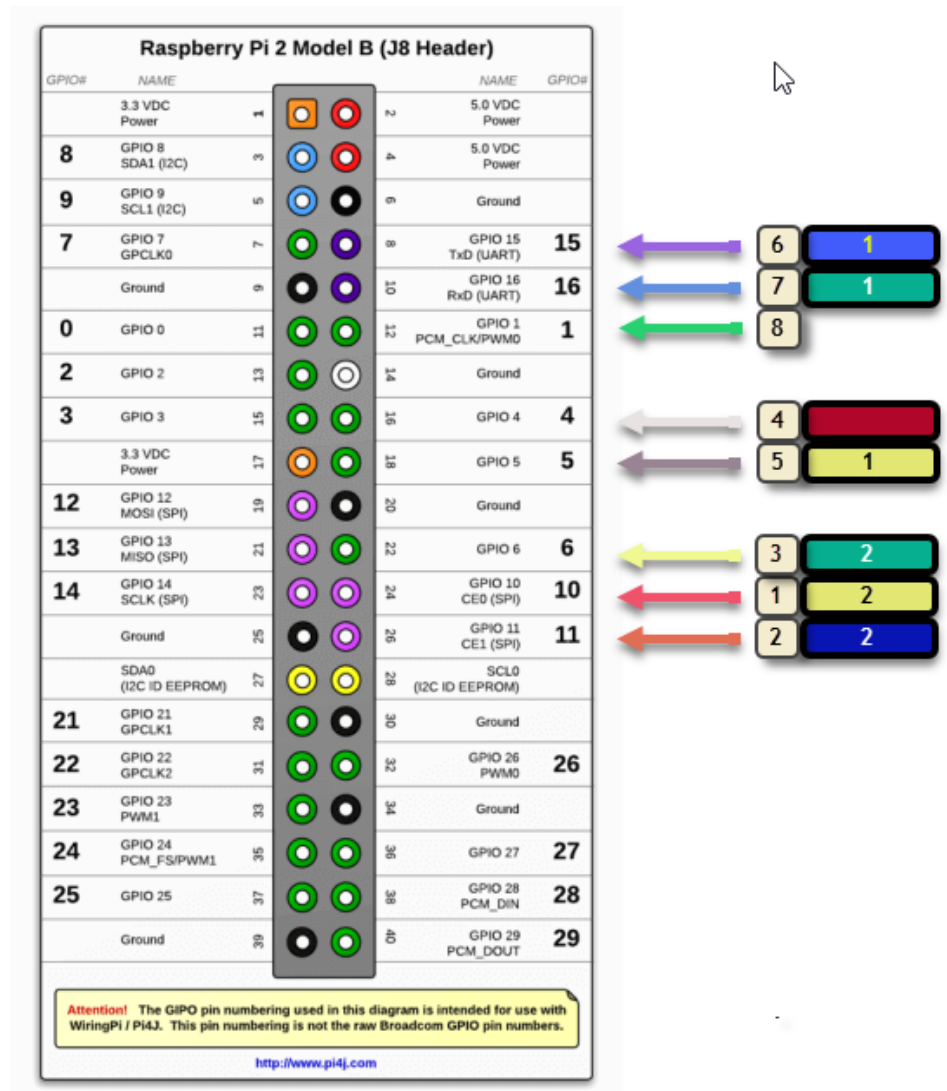 Raspberry Pi 2 Model B (J8 Header)
GPIO# NAME NAME GPIO#
3.3 VDC Power 1 2 5.0 VDC Power
8 GPIO 8 SDA1 (I2C) 3 4 5.0 VDC Power
9 GPIO 9 SCL1 (I2C) 5 6 Ground
7 GPIO 7 GPCLK0 7 8 GPIO 15 TxD (UART) 15 6 1
Ground 9 10 GPIO 16 RxD (UART) 16 7 1
0 GPIO 0 11 12 GPIO 1 PCM_CLK/PWM0 1 8
2 GPIO 2 13 14 Ground
3 GPIO 3 15 16 GPIO 4 4 4
3.3 VDC Power 17 18 GPIO 5 5 5 1
12 GPIO 12 MOSI (SPI) 19 20 Ground
13 GPIO 13 MISO (SPI) 21 22 GPIO 6 6 3 2
14 GPIO 14 SCLK (SPI) 23 24 GPIO 10 CE0 (SPI) 10 1 2
Ground 25 26 GPIO 11 CE1 (SPI) 11 2 2
SDA0 (I2C ID EEPROM) 27 28 SCL0 (I2C ID EEPROM)
21 GPIO 21 GPCLK1 29 30 Ground
22 GPIO 22 GPCLK2 31 32 GPIO 26 PWM0 26
23 GPIO 23 PWM1 33 34 Ground
24 GPIO 24 PCM_FS/PWM1 35 36 GPIO 27 27
25 GPIO 25 37 38 GPIO 28 PCM_DIN 28
Ground 39 40 GPIO 29 PCM_DOUT 29
Attention! The GIPO pin numbering used in this diagram is intended for use with
WiringPi / Pi4J. This pin numbering is not the raw Broadcom GPIO pin numbers.
http://www.pi4j.com